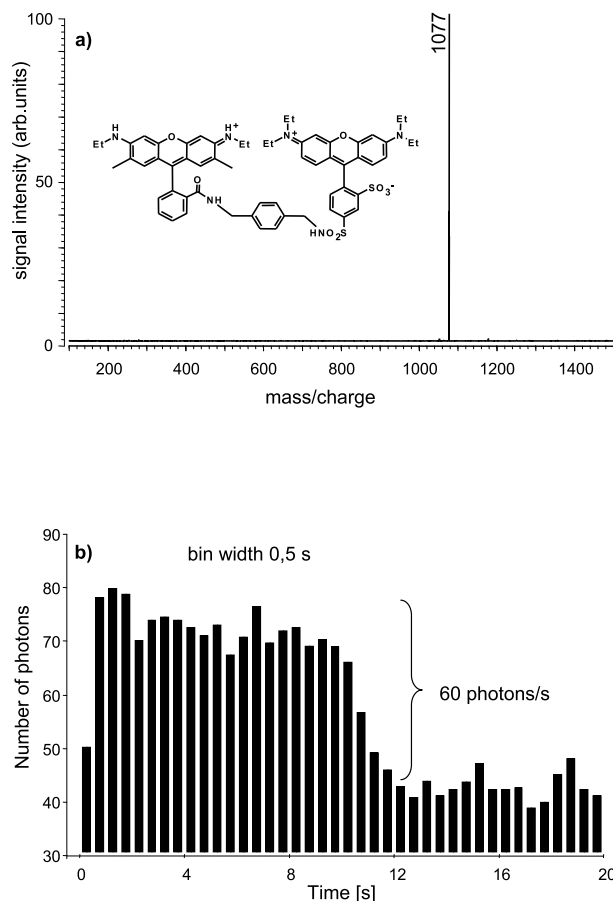 100
50
0
signal intensity (arb.units)
a)
1077
H
N
Et
O
H
N+
Et
O
N
H
HNO2S
Et
N+
Et
O
Et
N
Et
SO3-
200 400 600 800 1000 1200 1400
mass/charge
90
80
70
60
50
40
30
Number of photons
b)
bin width 0,5 s
60 photons/s
0 4 8 12 16 20
Time [s]